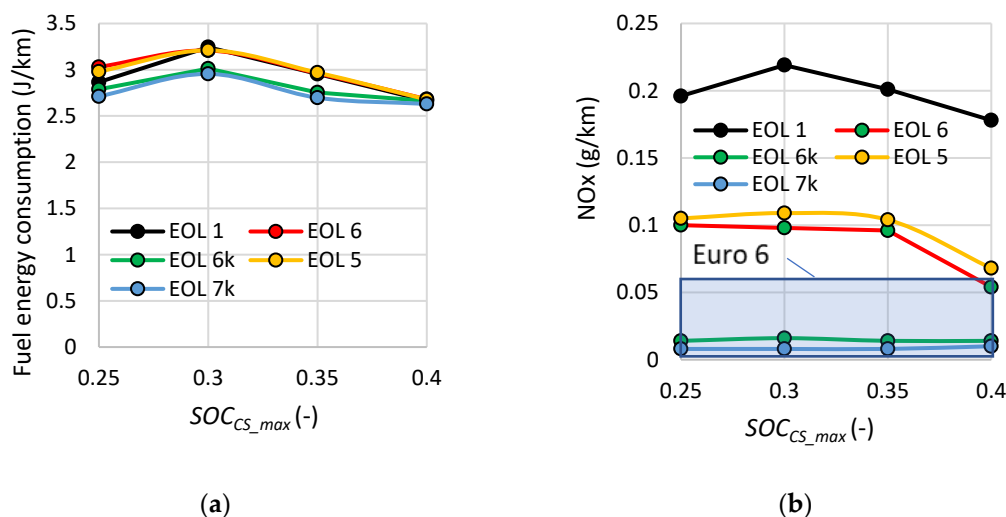 Fuel energy consumption (J/km)
3.5
3
2.5
2
1.5
1
0.5
0
0.25
0.3
0.35
0.4
SOC_CS_max (-)
EOL 1
EOL 6
EOL 6k
EOL 5
EOL 7k
(a)
NOx (g/km)
0.25
0.2
0.15
0.1
0.05
0
0.25
0.3
0.35
0.4
SOC_CS_max (-)
EOL 1
EOL 6
EOL 6k
EOL 5
EOL 7k
Euro 6
(b)